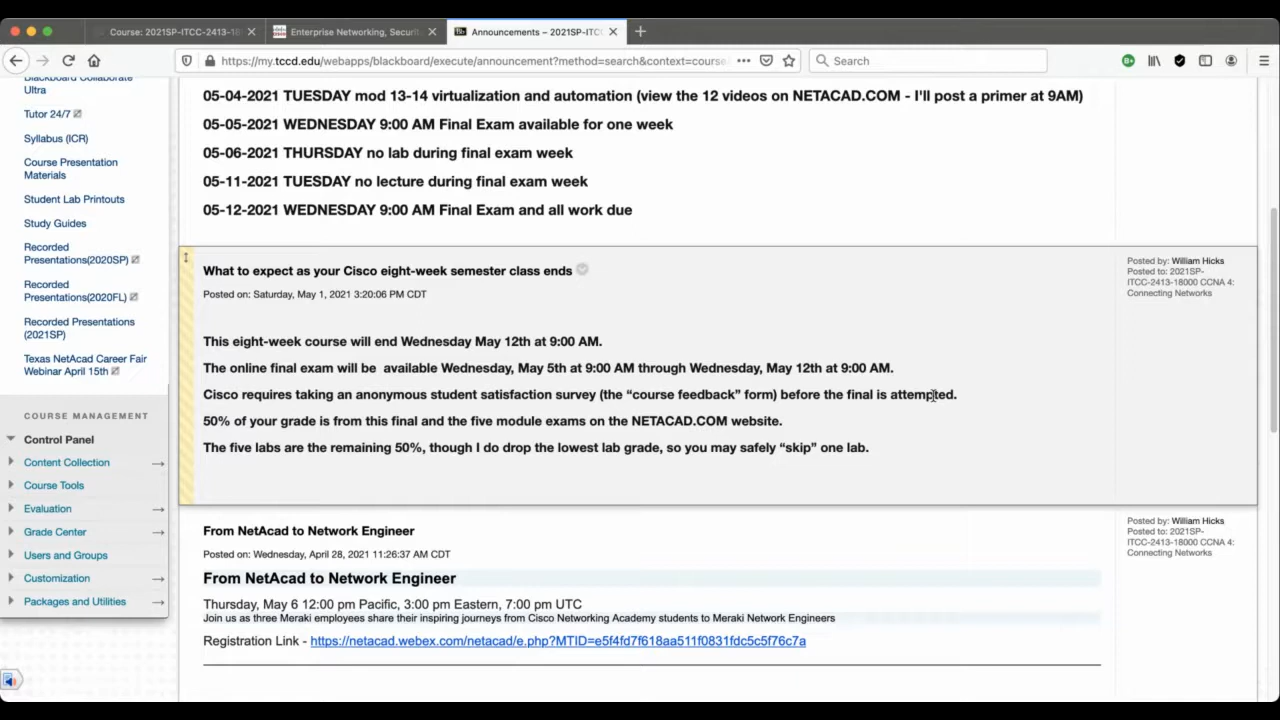 Course: 2021SP-ITCC-2413-18
Enterprise Networking, Securi
Announcements – 2021SP-ITC
https://my.tccd.edu/webapps/blackboard/execute/announcement?method=search&context=course
Search
Blackboard Collaborate
Ultra
Tutor 24/7
Syllabus (ICR)
Course Presentation
Materials
Student Lab Printouts
Study Guides
Recorded
Presentations(2020SP)
Recorded
Presentations(2020FL)
Recorded Presentations
(2021SP)
Texas NetAcad Career Fair
Webinar April 15th
COURSE MANAGEMENT
Control Panel
Content Collection
Course Tools
Evaluation
Grade Center
Users and Groups
Customization
Packages and Utilities
05-04-2021 TUESDAY mod 13-14 virtualization and automation (view the 12 videos on NETACAD.COM - I'll post a primer at 9AM)
05-05-2021 WEDNESDAY 9:00 AM Final Exam available for one week
05-06-2021 THURSDAY no lab during final exam week
05-11-2021 TUESDAY no lecture during final exam week
05-12-2021 WEDNESDAY 9:00 AM Final Exam and all work due
What to expect as your Cisco eight-week semester class ends
Posted on: Saturday, May 1, 2021 3:20:06 PM CDT
This eight-week course will end Wednesday May 12th at 9:00 AM.
The online final exam will be  available Wednesday, May 5th at 9:00 AM through Wednesday, May 12th at 9:00 AM.
Cisco requires taking an anonymous student satisfaction survey (the “course feedback” form) before the final is attempted.
50% of your grade is from this final and the five module exams on the NETACAD.COM website.
The five labs are the remaining 50%, though I do drop the lowest lab grade, so you may safely “skip” one lab.
Posted by: William Hicks
Posted to: 2021SP-
ITCC-2413-18000 CCNA 4:
Connecting Networks
From NetAcad to Network Engineer
Posted on: Wednesday, April 28, 2021 11:26:37 AM CDT
From NetAcad to Network Engineer
Thursday, May 6 12:00 pm Pacific, 3:00 pm Eastern, 7:00 pm UTC
Join us as three Meraki employees share their inspiring journeys from Cisco Networking Academy students to Meraki Network Engineers
Registration Link - https://netacad.webex.com/netacad/e.php?MTID=e5f4fd7f618aa511f0831fdc5c5f76c7a
Posted by: William Hicks
Posted to: 2021SP-
ITCC-2413-18000 CCNA 4:
Connecting Networks